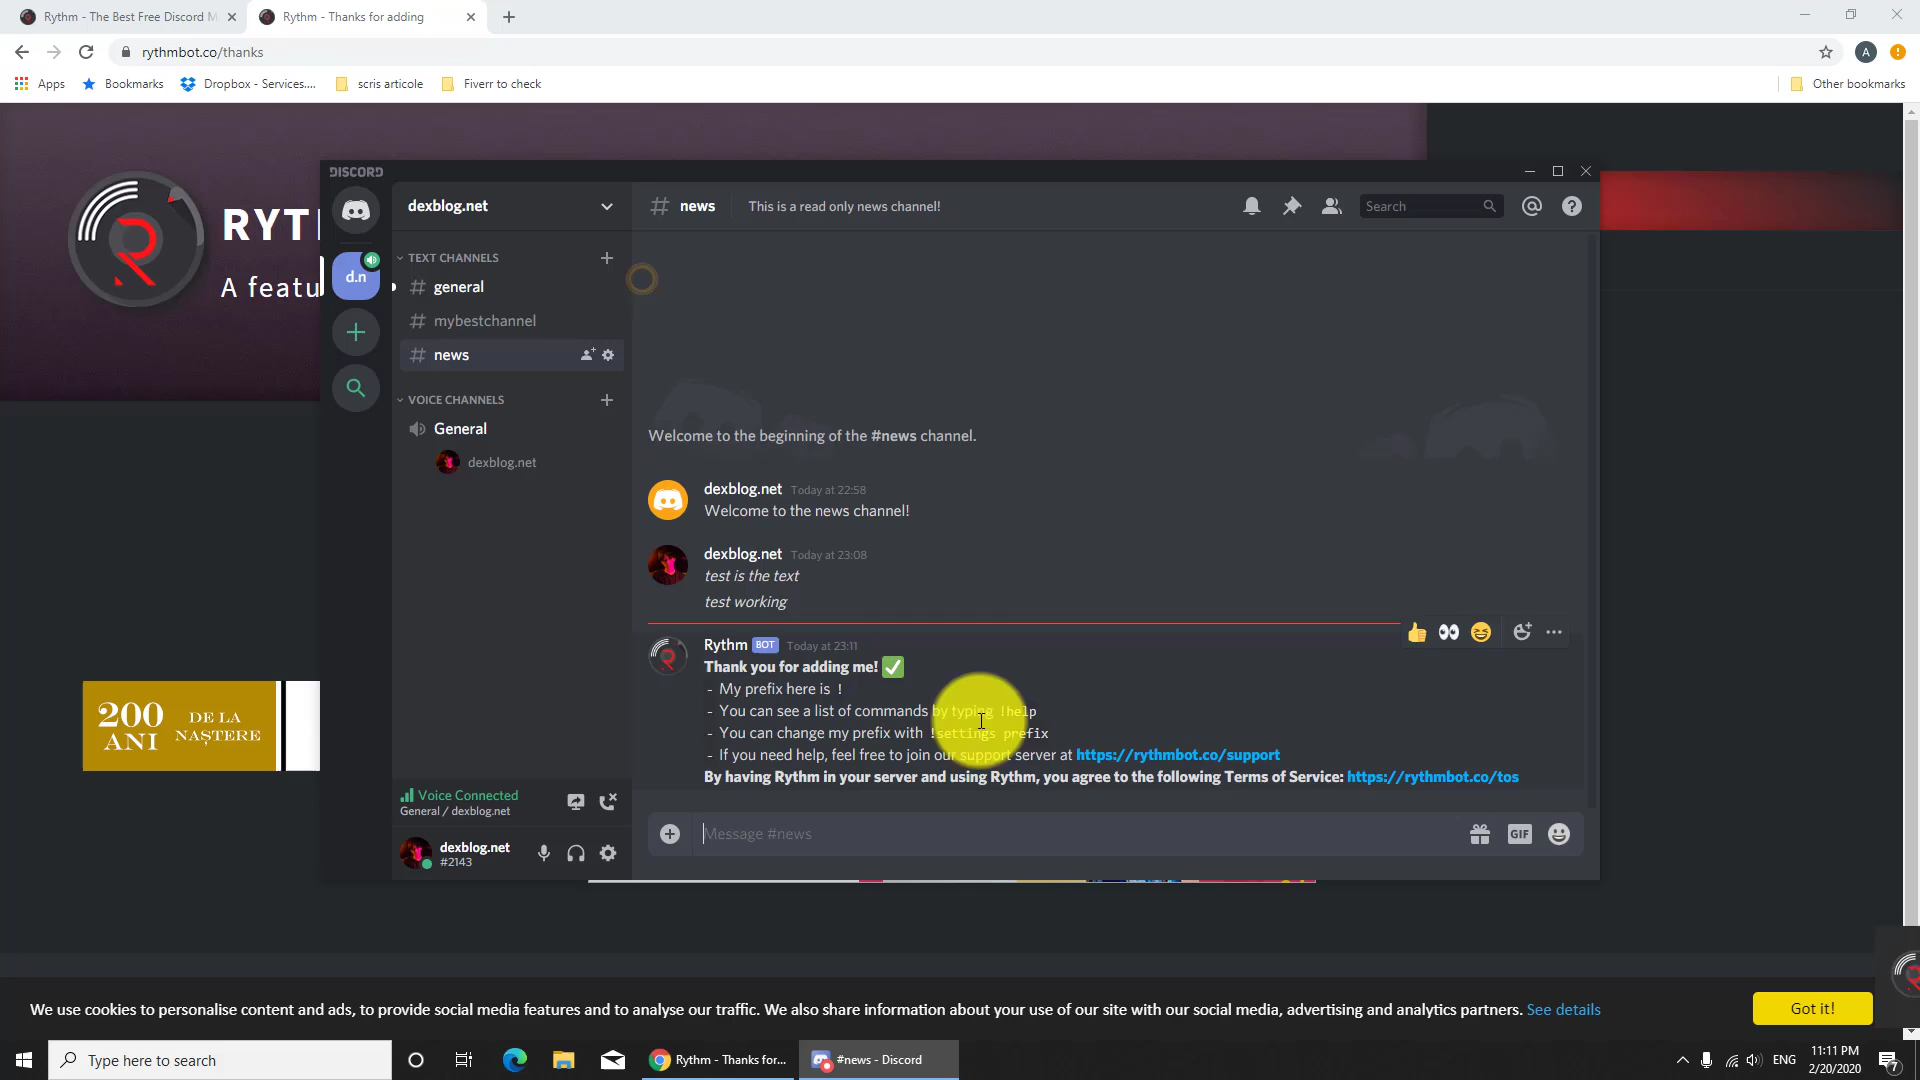 Rythm - The Best Free Discord M
Rythm - Thanks for adding
rythmbot.co/thanks
A
Apps
Bookmarks
Dropbox - Services....
scris articole
Fiverr to check
Other bookmarks
DISCORD
dexblog.net
news
This is a read only news channel!
Search
d.n
TEXT CHANNELS
general
mybestchannel
news
VOICE CHANNELS
General
dexblog.net
Welcome to the beginning of the #news channel.
dexblog.net Today at 22:58
Welcome to the news channel!
dexblog.net Today at 23:08
test is the text
test working
Rythm BOT Today at 23:11
Thank you for adding me! ✅
- My prefix here is !
- You can see a list of commands by typing !help
- You can change my prefix with !settings prefix
- If you need help, feel free to join our support server at https://rythmbot.co/support
By having Rythm in your server and using Rythm, you agree to the following Terms of Service: https://rythmbot.co/tos
Voice Connected
General / dexblog.net
dexblog.net
#2143
Message #news
GIF
200 DE LA
ANI NAȘTERE
We use cookies to personalise content and ads, to provide social media features and to analyse our traffic. We also share information about your use of our site with our social media, advertising and analytics partners. See details
Got it!
Type here to search
Rythm - Thanks for...
#news - Discord
ENG
11:11 PM
2/20/2020
7